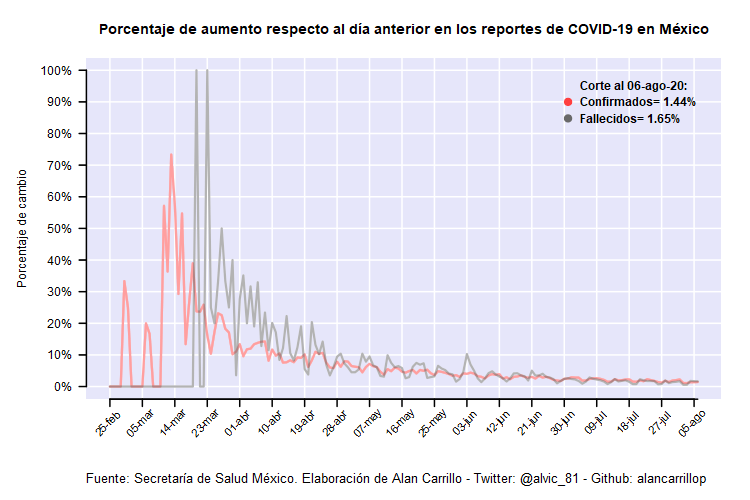 Porcentaje de aumento respecto al día anterior en los reportes de COVID-19 en México
Corte al 06-ago-20:
Confirmados= 1.44%
Fallecidos= 1.65%
Porcentaje de cambio
100%
90%
80%
70%
60%
50%
40%
30%
20%
10%
0%
25-feb
05-mar
14-mar
23-mar
01-abr
10-abr
19-abr
28-abr
07-may
16-may
25-may
03-jun
12-jun
21-jun
30-jun
09-jul
18-jul
27-jul
05-ago
Fuente: Secretaría de Salud México. Elaboración de Alan Carrillo - Twitter: @alvic_81 - Github: alancarrillop